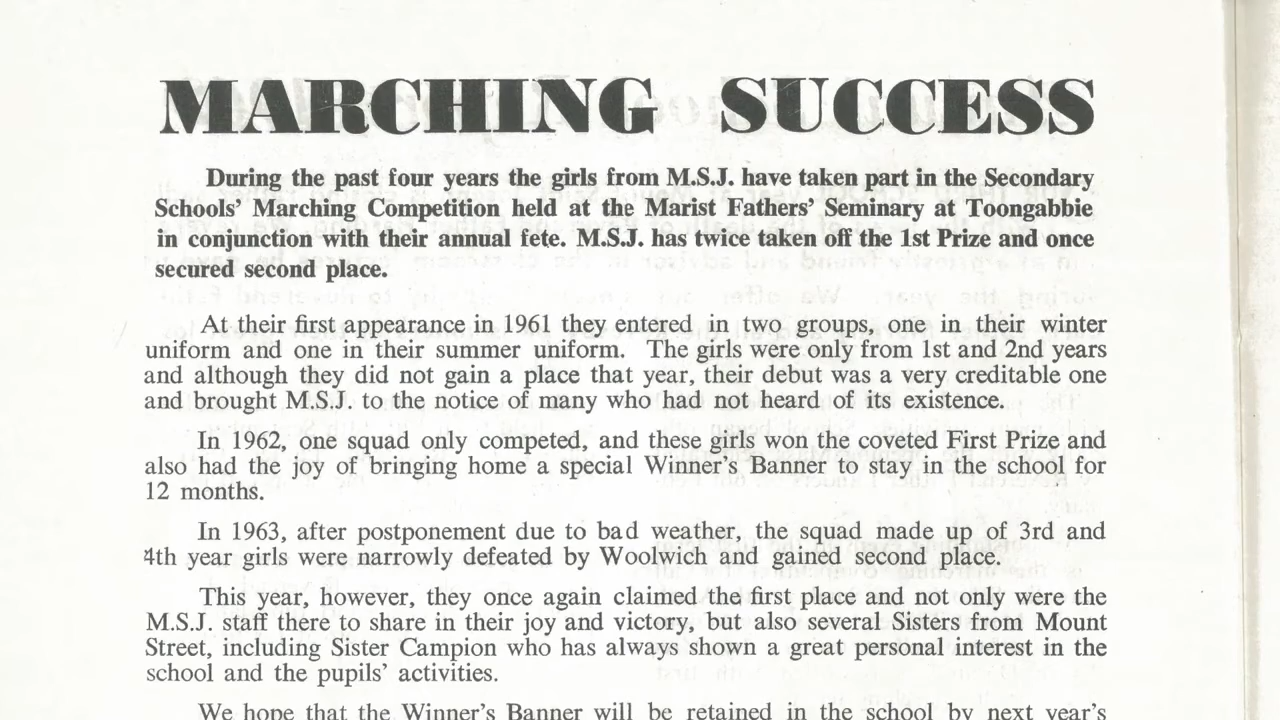 MARCHING SUCCESS
During the past four years the girls from M.S.J. have taken part in the Secondary
Schools' Marching Competition held at the Marist Fathers' Seminary at Toongabbie
in conjunction with their annual fete. M.S.J. has twice taken off the 1st Prize and once
secured second place.
At their first appearance in 1961 they entered in two groups, one in their winter
uniform and one in their summer uniform. The girls were only from 1st and 2nd years
and although they did not gain a place that year, their debut was a very creditable one
and brought M.S.J. to the notice of many who had not heard of its existence.
In 1962, one squad only competed, and these girls won the coveted First Prize and
also had the joy of bringing home a special Winner's Banner to stay in the school for
12 months.
In 1963, after postponement due to bad weather, the squad made up of 3rd and
4th year girls were narrowly defeated by Woolwich and gained second place.
This year, however, they once again claimed the first place and not only were the
M.S.J. staff there to share in their joy and victory, but also several Sisters from Mount
Street, including Sister Campion who has always shown a great personal interest in the
school and the pupils' activities.
We hope that the Winner's Banner will be retained in the school by next year's